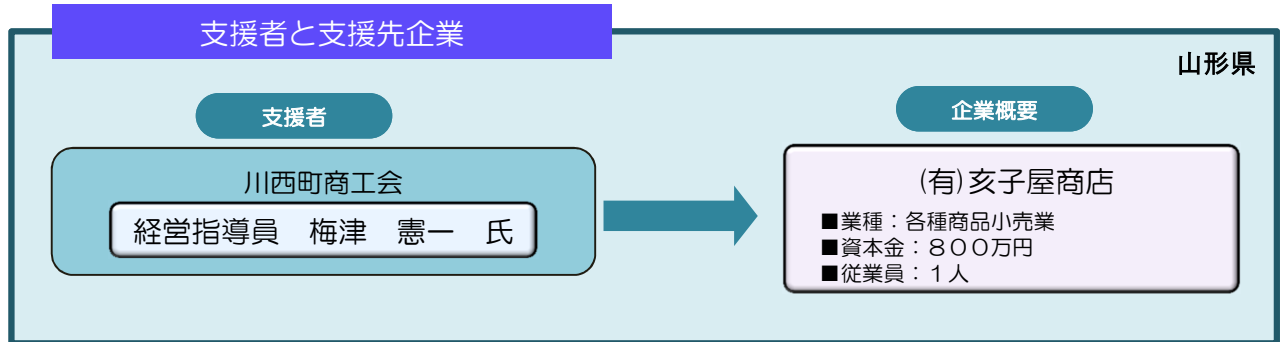 支援者と支援先企業
山形県
支援者
川西町商工会
経営指導員　梅津　憲一　氏
企業概要
(有)亥子屋商店
■業種：各種商品小売業
■資本金：８００万円
■従業員：１人